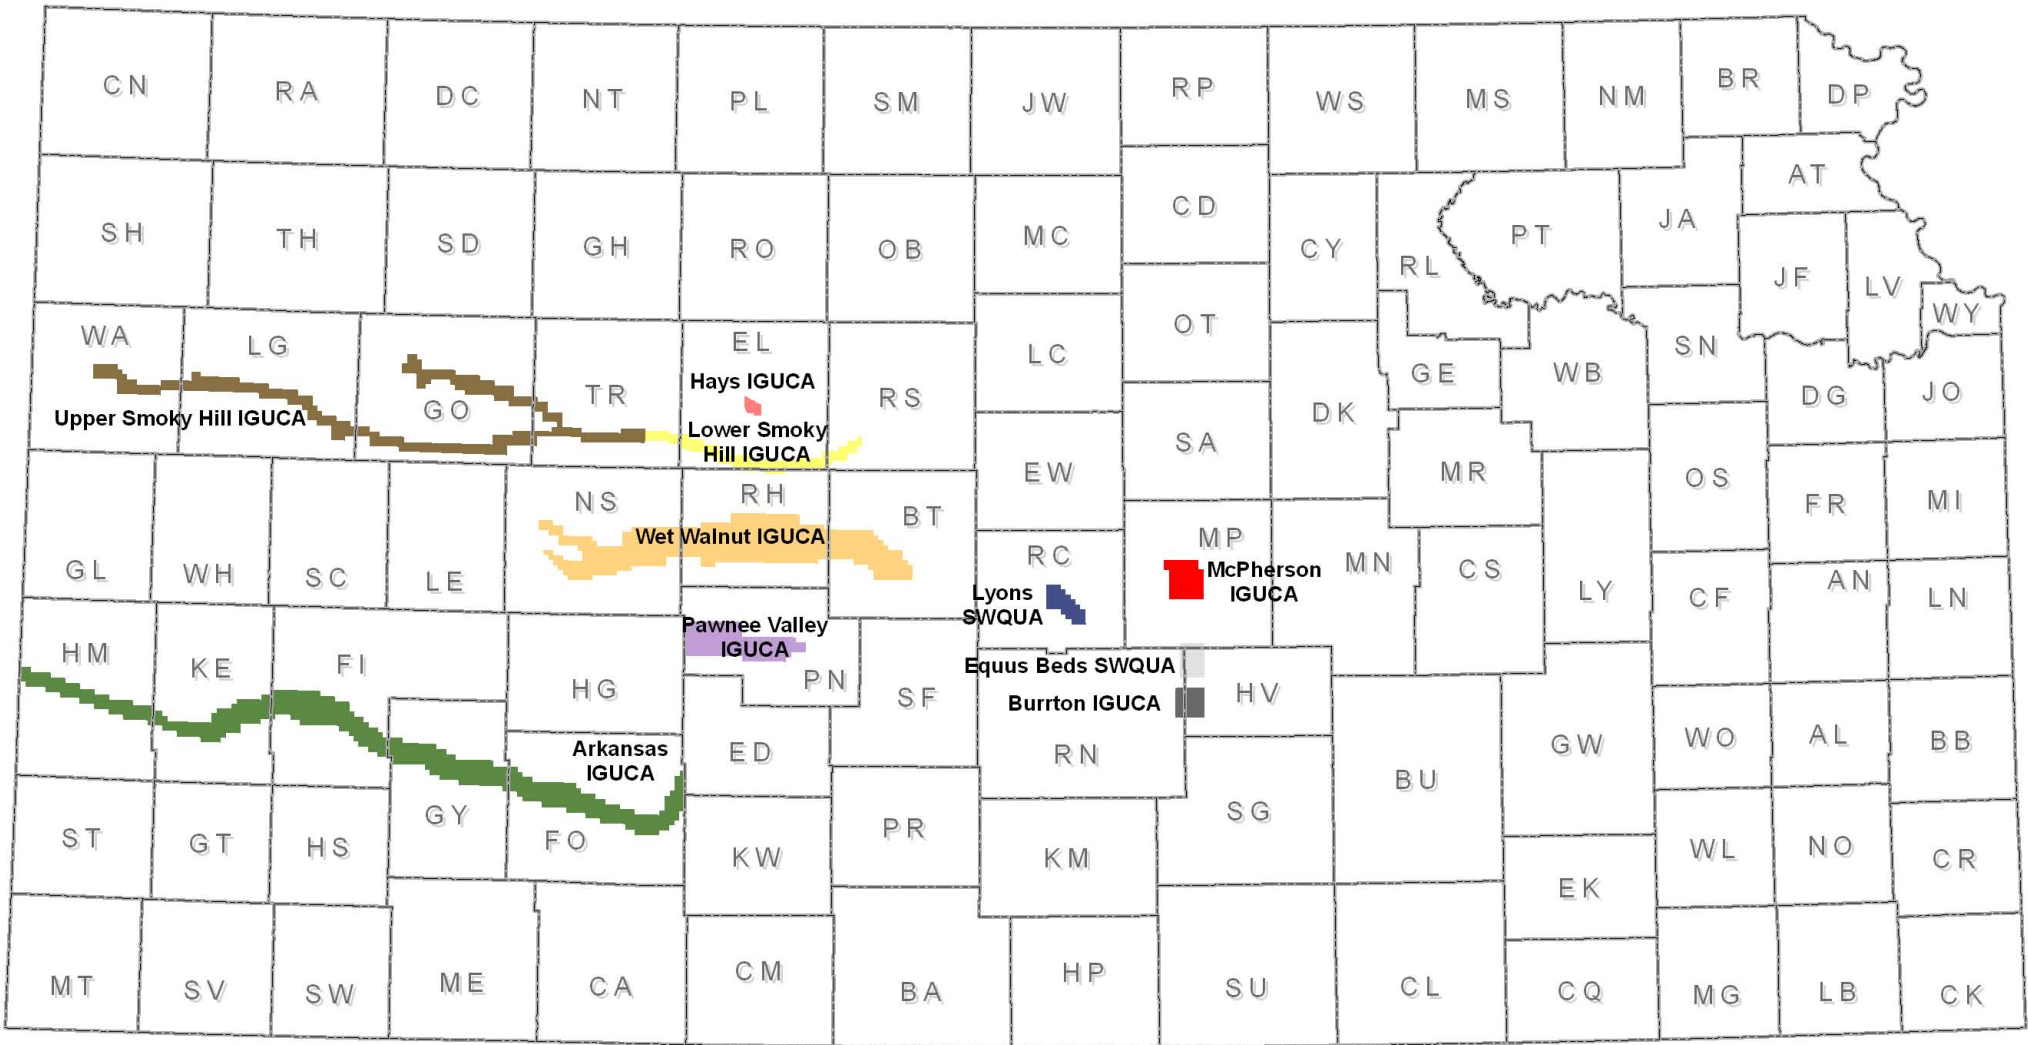 CN RA DC NT PL SM JW RP WS MS NM BR DP
AT
SH TH SD GH RO OB MC CD CY RL PT JA JF LV WY
WA LG GO TR EL RS LC OT DK GE WB SN DG JO
Hays IGUCA
Upper Smoky Hill IGUCA
Lower Smoky
Hill IGUCA
SA EW MR OS FR MI
GL WH SC LE NS RH BT
Wet Walnut IGUCA
RC MP MN CS LY CF AN LN
McPherson
IGUCA
Lyons
SWQUA
Pawnee Valley
IGUCA
HM KE FI HG PN SF
Equus Beds SWQUA
HV
Burrton IGUCA
Arkansas
IGUCA
ED RN BU GW WO AL BB
ST GT HS GY FO KW PR KM SG EK WL NO CR
MT SV SW ME CA CM BA HP SU CL CQ MG LB CK